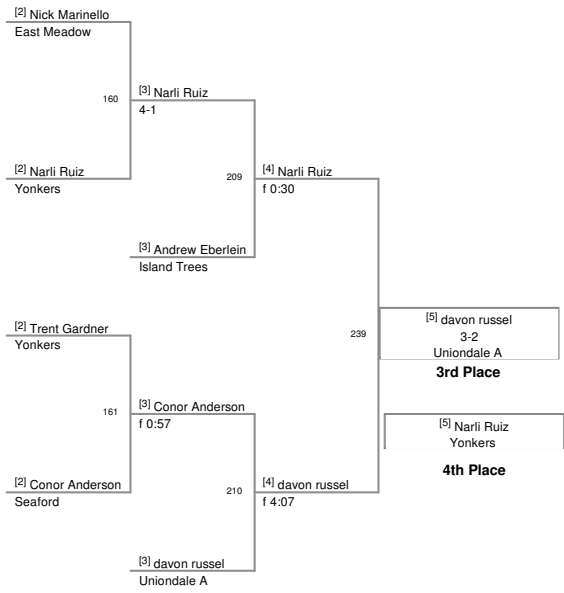 [2] Nick Marinello
East Meadow
[3] Narli Ruiz
160
4-1
[2] Narli Ruiz
Yonkers
[4] Narli Ruiz
209
f 0:30
[3] Andrew Eberlein
Island Trees
[2] Trent Gardner
Yonkers
[5] davon russel
239
3-2
Uniondale A
3rd Place
[3] Conor Anderson
161
f 0:57
[5] Narli Ruiz
Yonkers
4th Place
[2] Conor Anderson
Seaford
[4] davon russel
210
f 4:07
[3] davon russel
Uniondale A